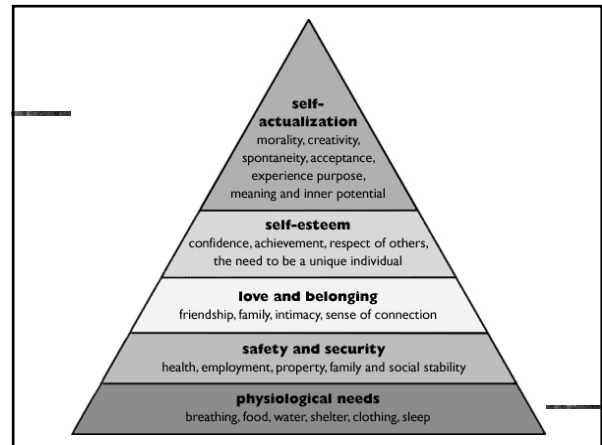 self-
actualization
morality, creativity,
spontaneity, acceptance,
experience purpose,
meaning and inner potential
self-esteem
confidence, achievement, respect of others,
the need to be a unique individual
love and belonging
friendship, family, intimacy, sense of connection
safety and security
health, employment, property, family and social stability
physiological needs
breathing, food, water, shelter, clothing, sleep